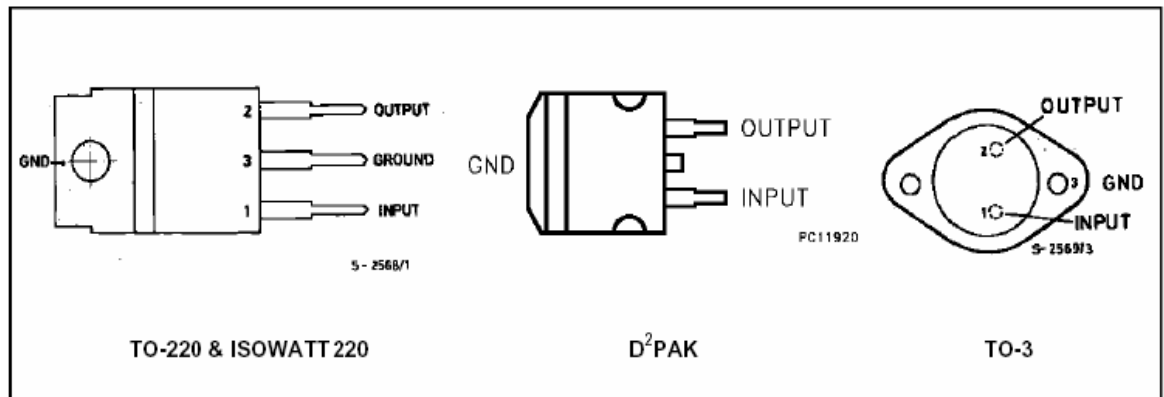 2
OUTPUT
GND
3
GROUND
1
INPUT
S-2568/1
TO-220 & ISOWATT 220
GND
OUTPUT
INPUT
PC11920
D²PAK
OUTPUT
2
3
GND
1
INPUT
S-2569/3
TO-3